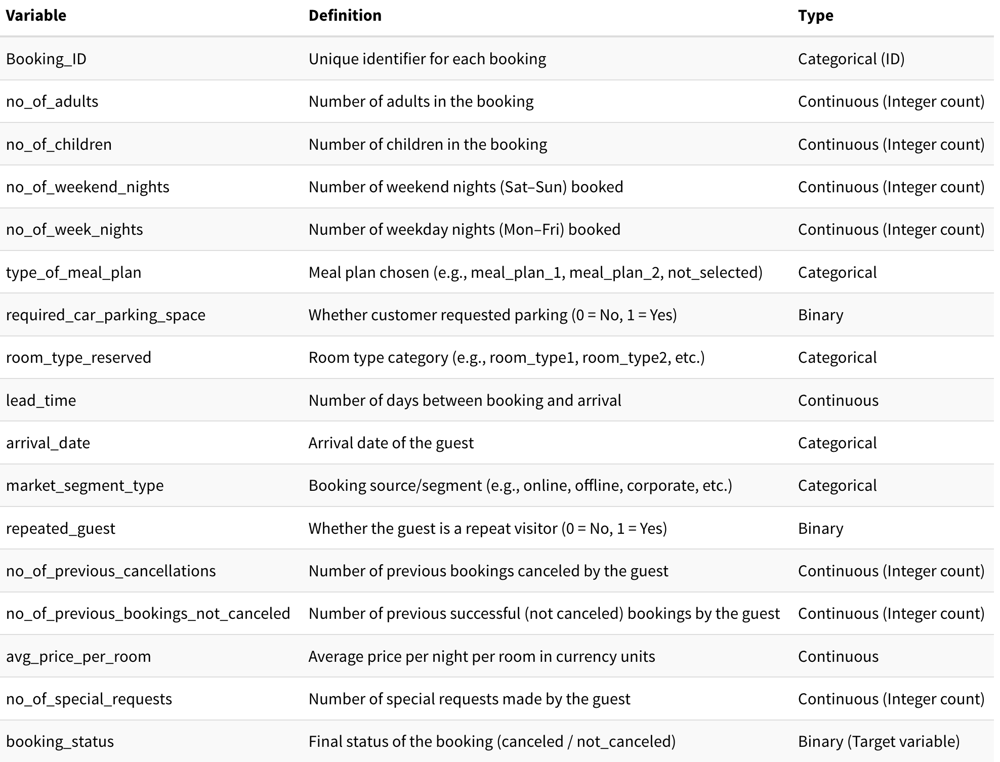 Variable Definition Type
Booking_ID Unique identifier for each booking Categorical (ID)
no_of_adults Number of adults in the booking Continuous (Integer count)
no_of_children Number of children in the booking Continuous (Integer count)
no_of_weekend_nights Number of weekend nights (Sat–Sun) booked Continuous (Integer count)
no_of_week_nights Number of weekday nights (Mon–Fri) booked Continuous (Integer count)
type_of_meal_plan Meal plan chosen (e.g., meal_plan_1, meal_plan_2, not_selected) Categorical
required_car_parking_space Whether customer requested parking (0 = No, 1 = Yes) Binary
room_type_reserved Room type category (e.g., room_type1, room_type2, etc.) Categorical
lead_time Number of days between booking and arrival Continuous
arrival_date Arrival date of the guest Categorical
market_segment_type Booking source/segment (e.g., online, offline, corporate, etc.) Categorical
repeated_guest Whether the guest is a repeat visitor (0 = No, 1 = Yes) Binary
no_of_previous_cancellations Number of previous bookings canceled by the guest Continuous (Integer count)
no_of_previous_bookings_not_canceled Number of previous successful (not canceled) bookings by the guest Continuous (Integer count)
avg_price_per_room Average price per night per room in currency units Continuous
no_of_special_requests Number of special requests made by the guest Continuous (Integer count)
booking_status Final status of the booking (canceled / not_canceled) Binary (Target variable)